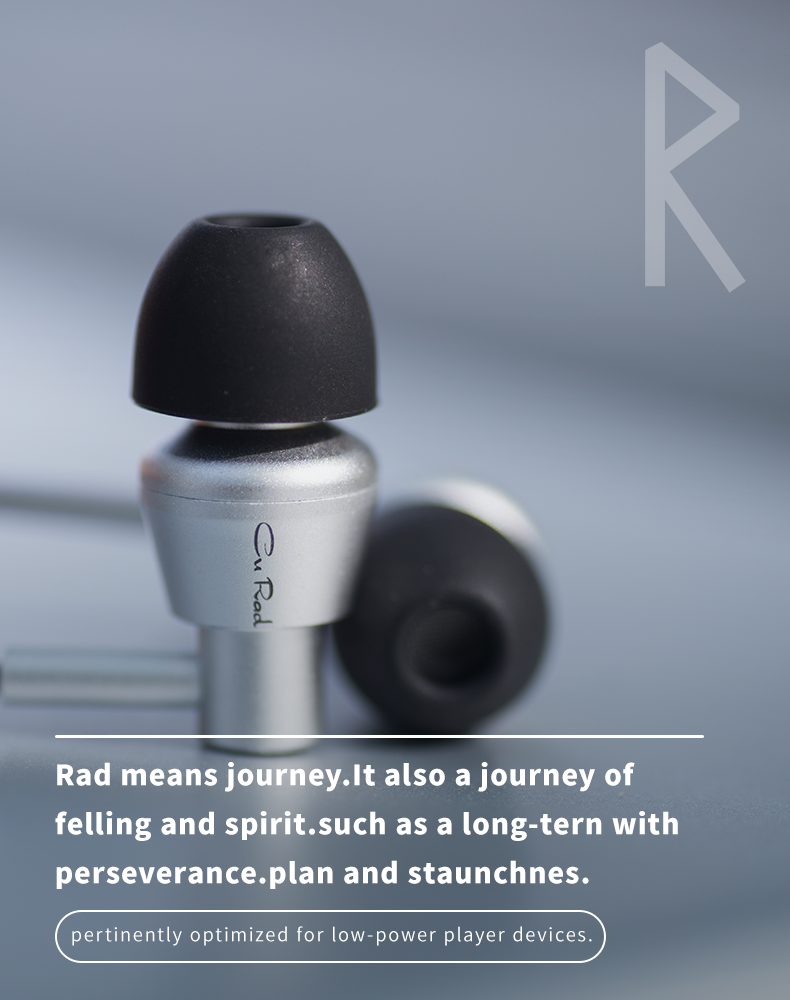 R
Cu Rad
Rad means journey.It also a journey of
felling and spirit.such as a long-tern with
perseverance.plan and staunchnes.
pertinently optimized for low-power player devices.